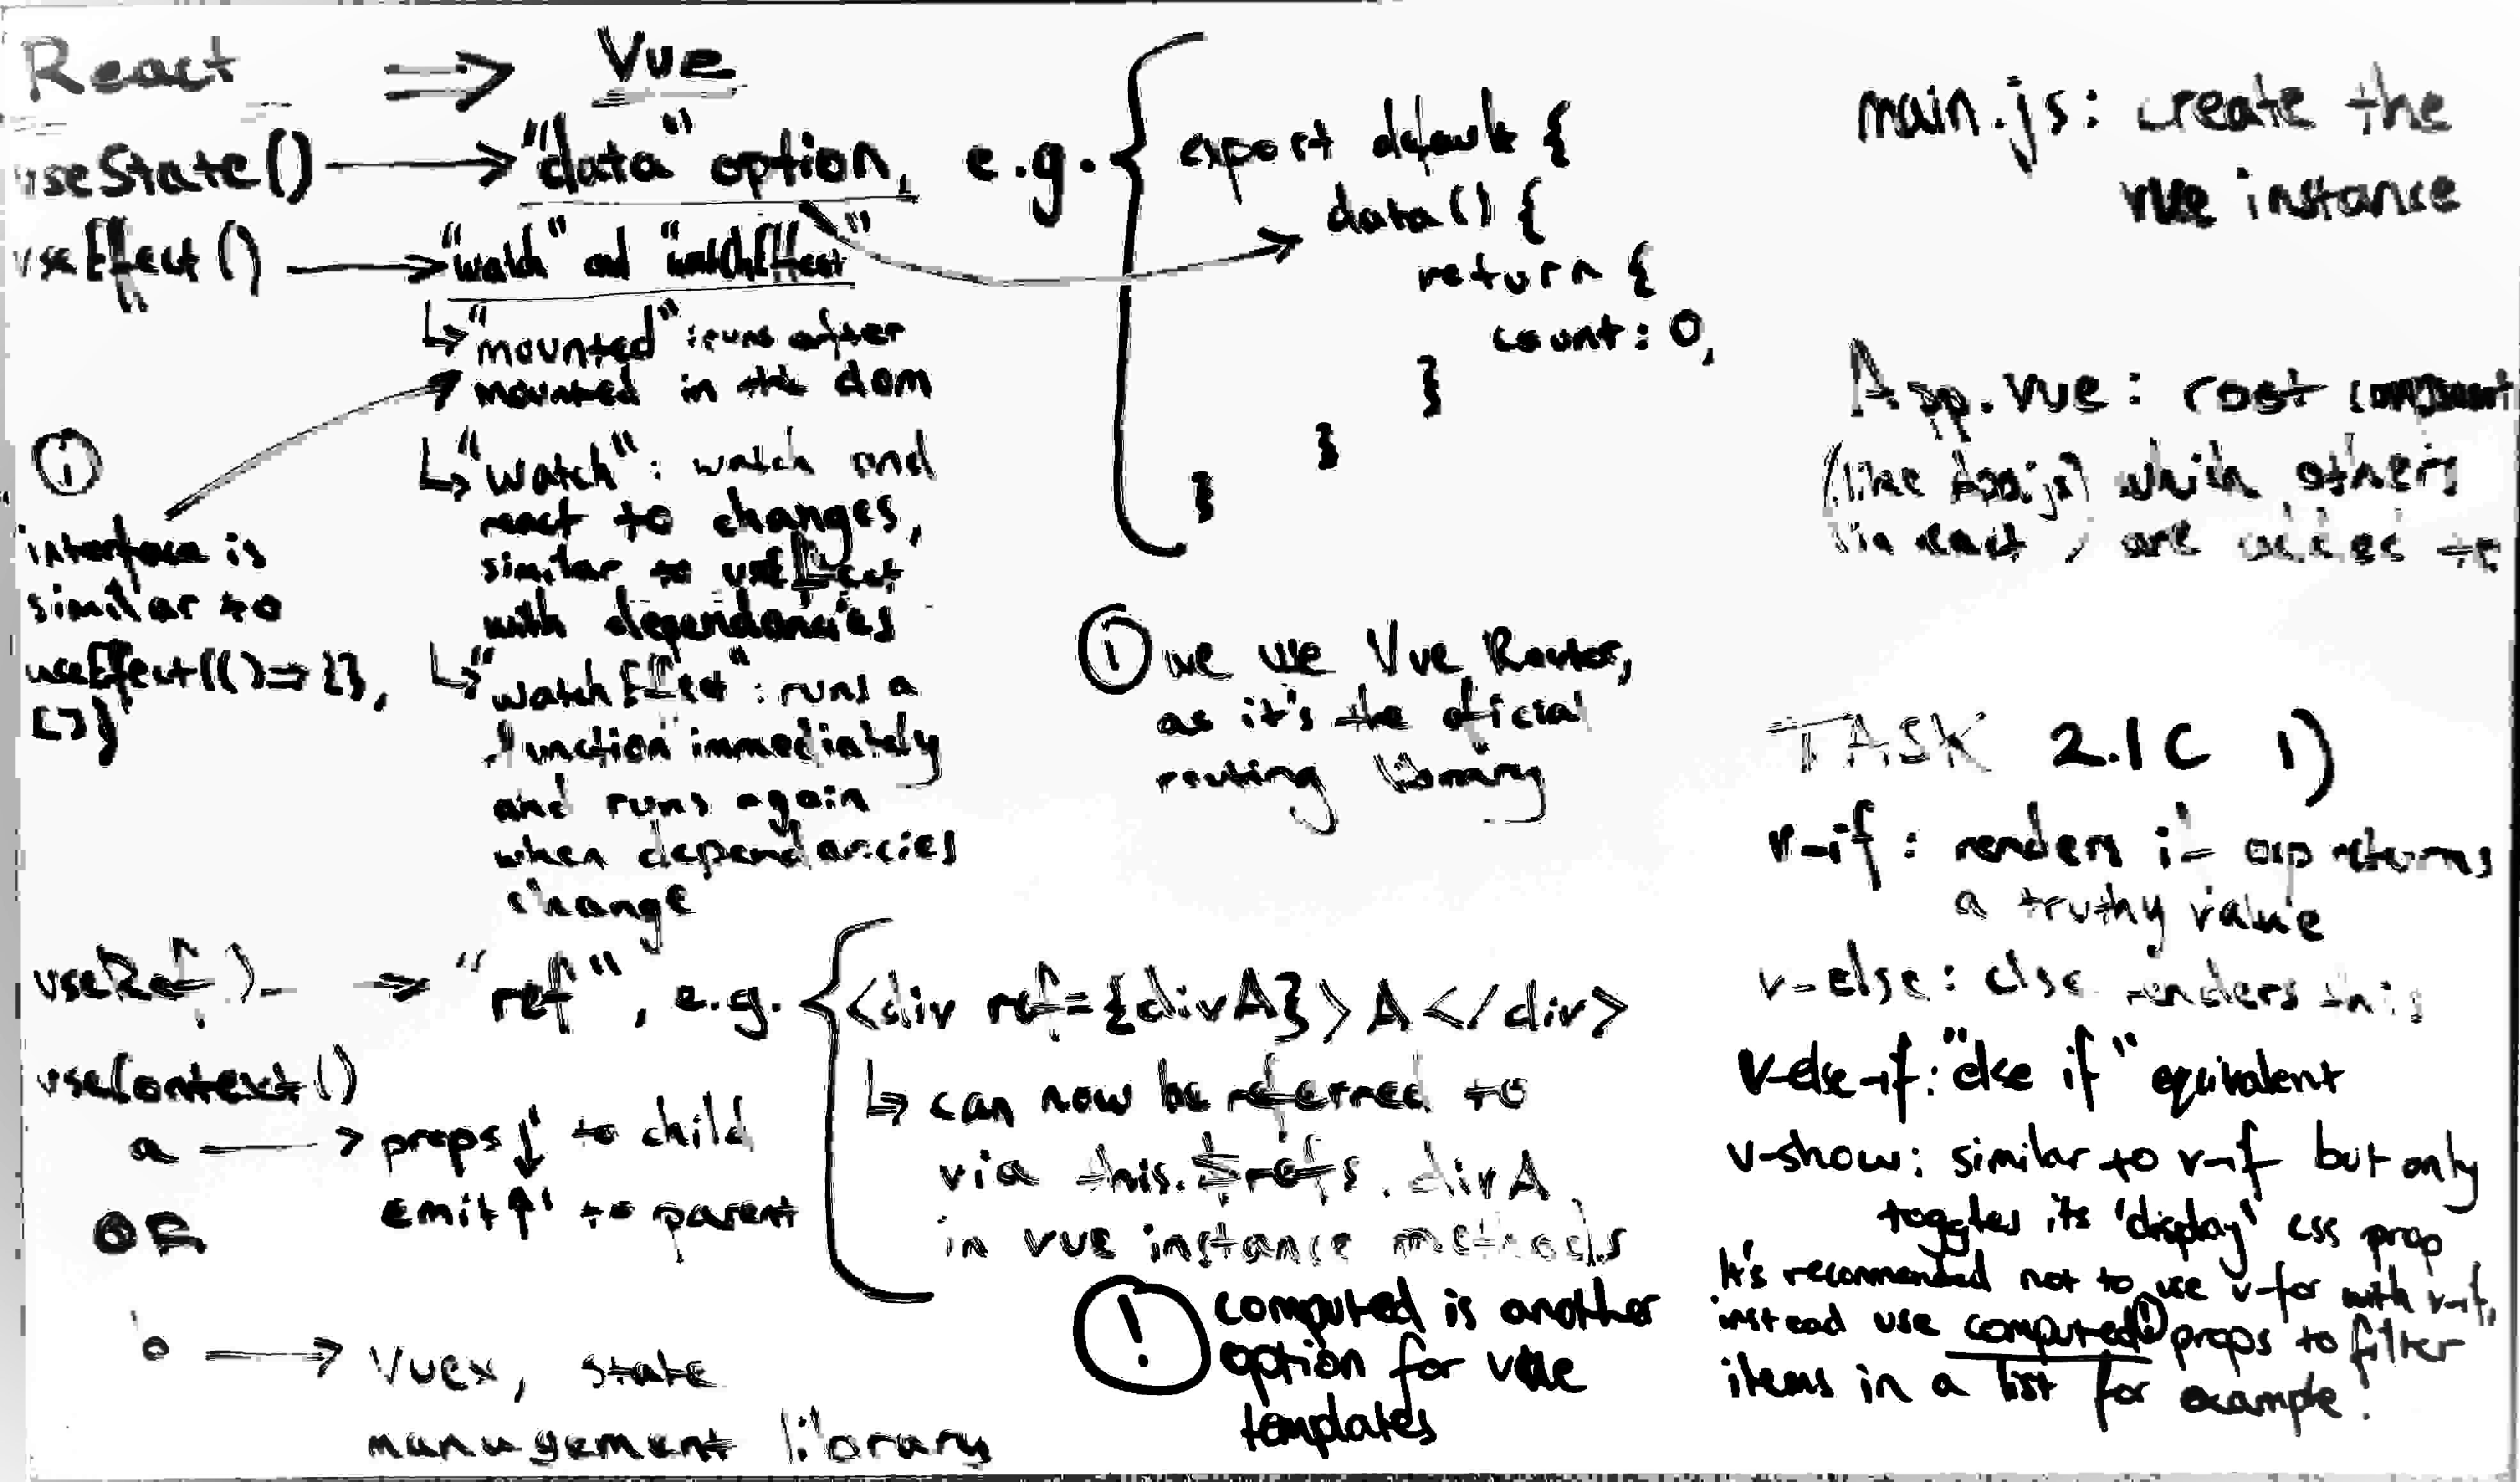 React ⇒ Vue
useState() → "data" option, e.g.
useEffect() → "watch" and "watchEffect"
↳ "mounted": runs after
mounted in the dom
↳ "watch": watch and
react to changes,
similar to useEffect
with dependancies
↳ "watchEffect": runs a
function immediately
and runs again
when dependancies
change
i
interface is
similar to
useEffect(() => {},
[])
export default {
data() {
return {
count: 0,
}
}
}
i we use Vue Router,
as it's the oficial
routing library
useRef() → "ref", e.g. <div ref={divA}>A</div>
↳ can now be referred to
via this.$refs.divA
in vue instance methods
useContext()
a → props ↓ to child
emit ↑ to parent
OR
b → Vuex, state
management library
! computed is another
option for vue
templates
main.js: create the
vue instance
App.vue: root component
(like App.js) which others
(in react) are added to
TASK 2.1C 1)
v-if: renders if exp returns
a truthy value
v-else: else renders this
v-else-if: "else if" equivalent
v-show: similar to v-if but only
toggles its 'display' css prop
It's recommended not to use v-for with v-if,
instead use computed(!) props to filter
items in a list for example.